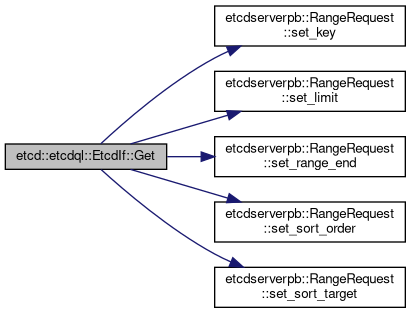 etcdserverpb::RangeRequest
::set_key
etcdserverpb::RangeRequest
::set_limit
etcd::etcdql::EtcdIf::Get
etcdserverpb::RangeRequest
::set_range_end
etcdserverpb::RangeRequest
::set_sort_order
etcdserverpb::RangeRequest
::set_sort_target